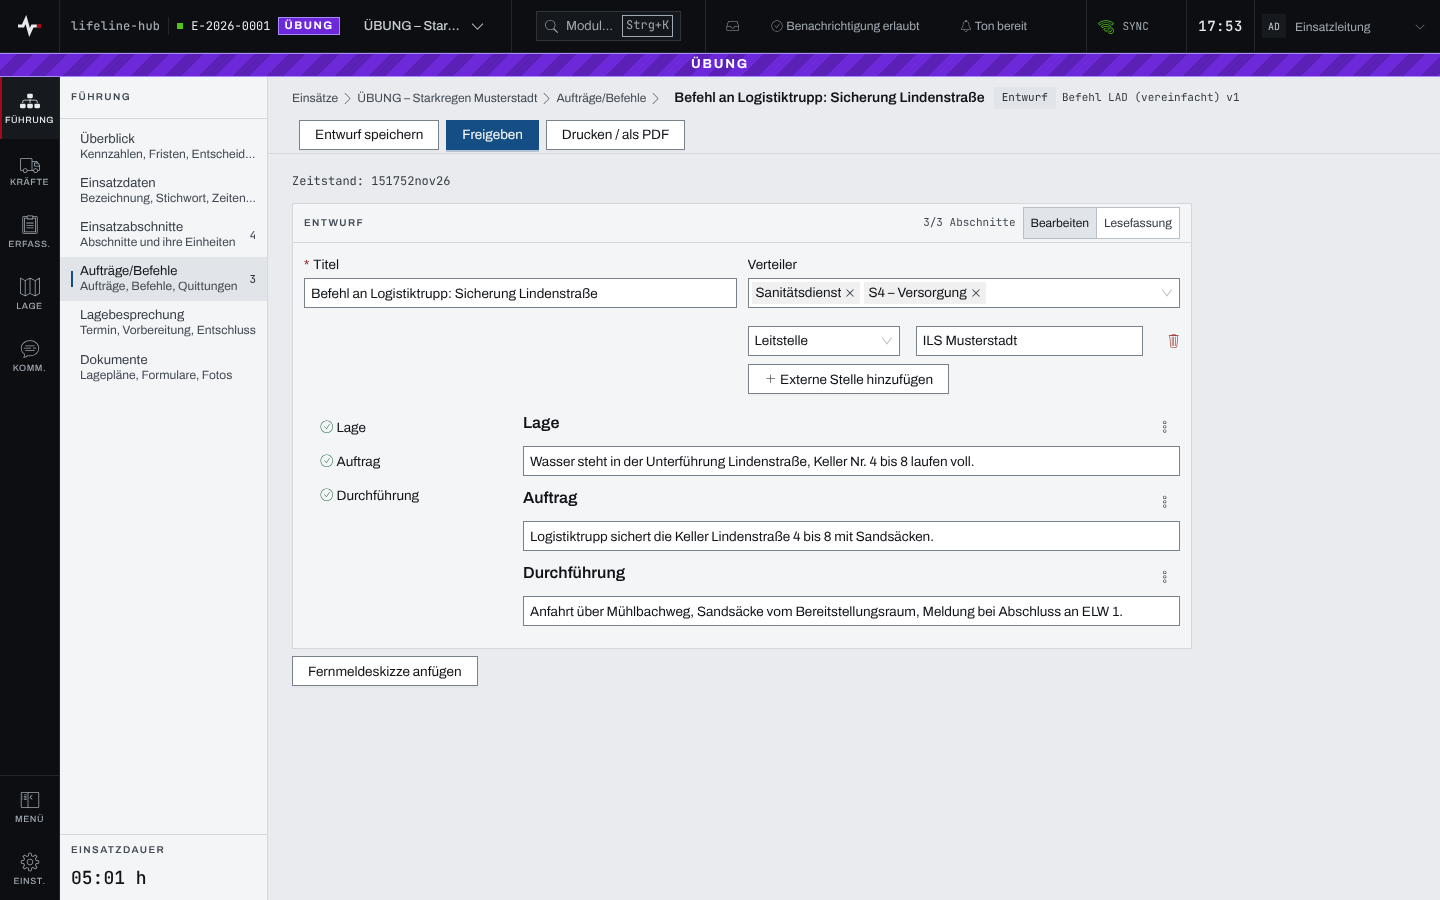 lifeline-hub
E-2026-0001
ÜBUNG
ÜBUNG – Star...
Modul...
Strg+K
Benachrichtigung erlaubt
Ton bereit
SYNC
17:53
AD
Einsatzleitung
ÜBUNG
FÜHRUNG
KRÄFTE
ERFASS.
LAGE
KOMM.
MENÜ
EINST.
FÜHRUNG
Überblick
Kennzahlen, Fristen, Entscheid...
Einsatzdaten
Bezeichnung, Stichwort, Zeiten...
Einsatzabschnitte
Abschnitte und ihre Einheiten
4
Aufträge/Befehle
Aufträge, Befehle, Quittungen
3
Lagebesprechung
Termin, Vorbereitung, Entschluss
Dokumente
Lagepläne, Formulare, Fotos
EINSATZDAUER
05:01 h
Einsätze
ÜBUNG – Starkregen Musterstadt
Aufträge/Befehle
Befehl an Logistiktrupp: Sicherung Lindenstraße
Entwurf
Befehl LAD (vereinfacht) v1
Entwurf speichern
Freigeben
Drucken / als PDF
Zeitstand: 151752nov26
ENTWURF
3/3 Abschnitte
Bearbeiten
Lesefassung
* Titel
Befehl an Logistiktrupp: Sicherung Lindenstraße
Verteiler
Sanitätsdienst
S4 – Versorgung
Leitstelle
ILS Musterstadt
Externe Stelle hinzufügen
Lage
Auftrag
Durchführung
Lage
Wasser steht in der Unterführung Lindenstraße, Keller Nr. 4 bis 8 laufen voll.
Auftrag
Logistiktrupp sichert die Keller Lindenstraße 4 bis 8 mit Sandsäcken.
Durchführung
Anfahrt über Mühlbachweg, Sandsäcke vom Bereitstellungsraum, Meldung bei Abschluss an ELW 1.
Fernmeldeskizze anfügen